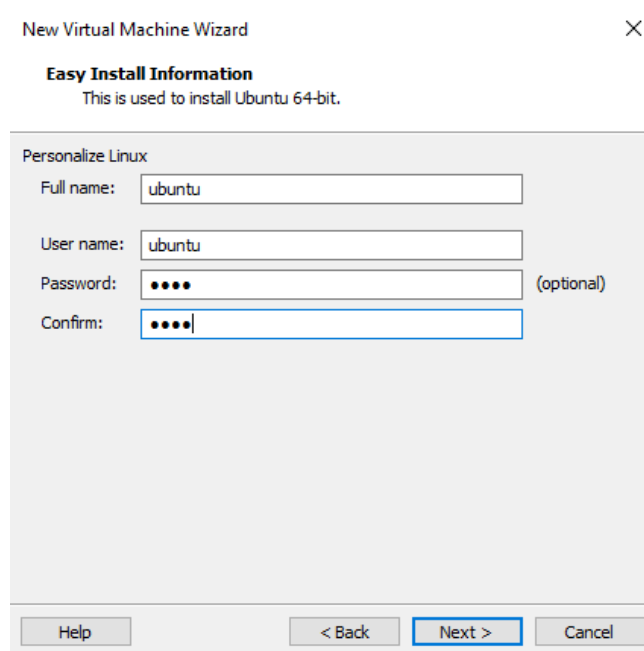 New Virtual Machine Wizard
Easy Install Information
This is used to install Ubuntu 64-bit.
Personalize Linux
Full name: ubuntu
User name: ubuntu
Password: ●●●● (optional)
Confirm: ●●●●
Help < Back Next > Cancel